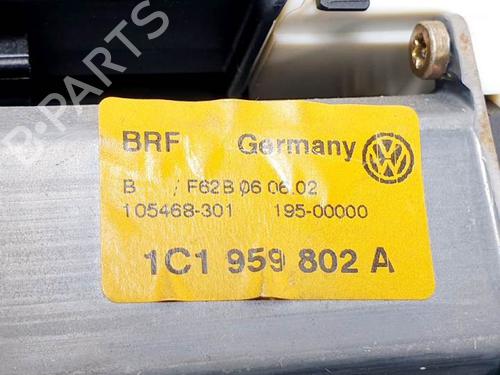 BRF Germany
B / F62B 06 06.02
105468-301 195-00000
1C1 959 802 A
B-PARTS